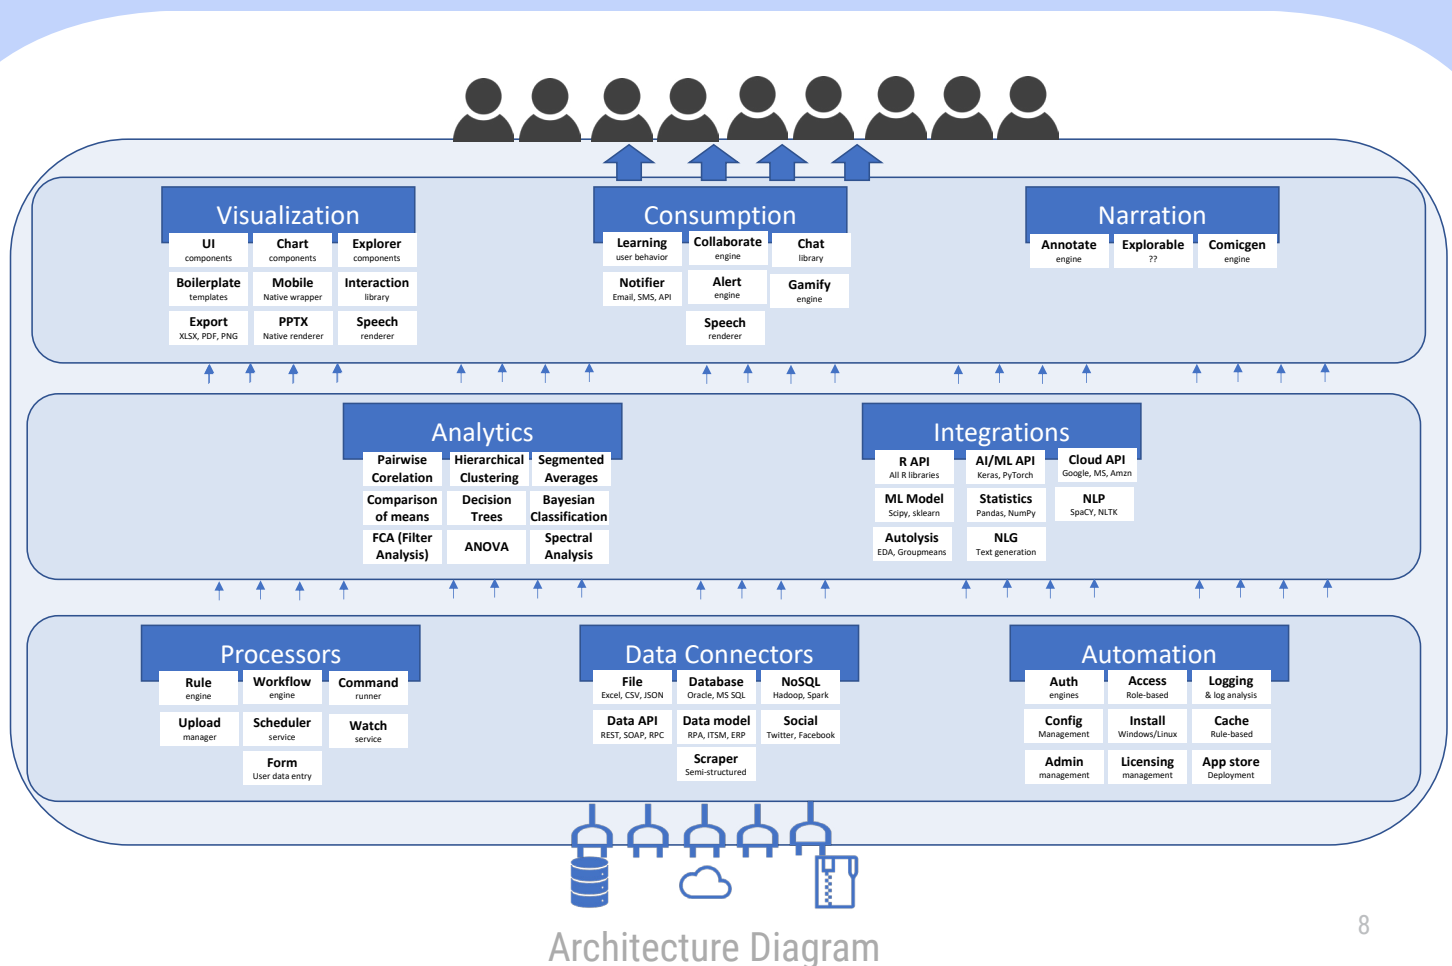 Visualization
UI
components
Chart
components
Explorer
components
Boilerplate
templates
Mobile
Native wrapper
Interaction
library
Export
XLSX, PDF, PNG
PPTX
Native renderer
Speech
renderer
Consumption
Learning
user behavior
Collaborate
engine
Chat
library
Notifier
Email, SMS, API
Alert
engine
Gamify
engine
Speech
renderer
Narration
Annotate
engine
Explorable
??
Comicgen
engine
Analytics
Pairwise
Corelation
Hierarchical
Clustering
Segmented
Averages
Comparison
of means
Decision
Trees
Bayesian
Classification
FCA (Filter
Analysis)
ANOVA
Spectral
Analysis
Integrations
R API
All R libraries
AI/ML API
Keras, PyTorch
Cloud API
Google, MS, Amzn
ML Model
Scipy, sklearn
Statistics
Pandas, NumPy
NLP
SpaCY, NLTK
Autolysis
EDA, Groupmeans
NLG
Text generation
Processors
Rule
engine
Workflow
engine
Command
runner
Upload
manager
Scheduler
service
Watch
service
Form
User data entry
Data Connectors
File
Excel, CSV, JSON
Database
Oracle, MS SQL
NoSQL
Hadoop, Spark
Data API
REST, SOAP, RPC
Data model
RPA, ITSM, ERP
Social
Twitter, Facebook
Scraper
Semi-structured
Automation
Auth
engines
Access
Role-based
Logging
& log analysis
Config
Management
Install
Windows/Linux
Cache
Rule-based
Admin
management
Licensing
management
App store
Deployment
8
Architecture Diagram